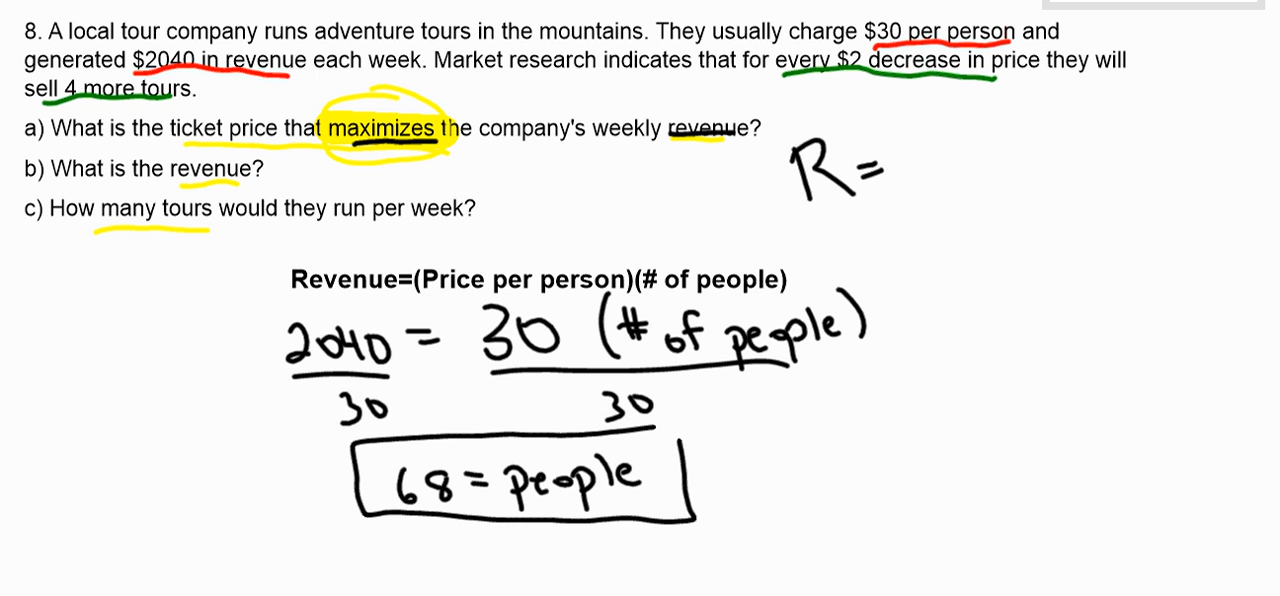 8. A local tour company runs adventure tours in the mountains. They usually charge $30 per person and
generated $2040 in revenue each week. Market research indicates that for every $2 decrease in price they will
sell 4 more tours.
a) What is the ticket price that maximizes the company's weekly revenue?
R=
b) What is the revenue?
c) How many tours would they run per week?
Revenue=(Price per person)(# of people)
2040 = 30 (# of people)
30 30
68 = people